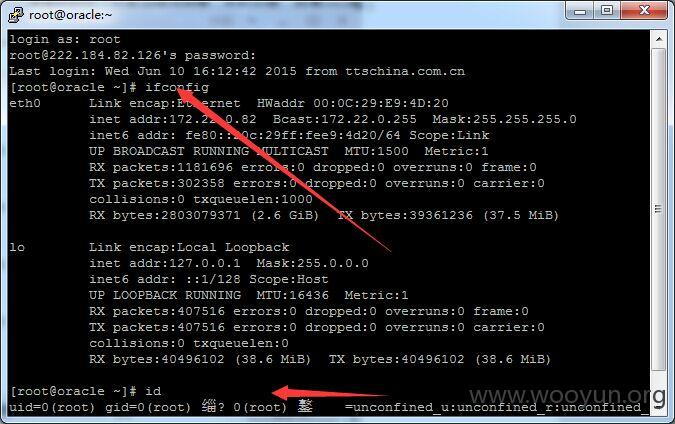 root@oracle:~
login as: root
root@222.184.82.126's password:
Last login: Wed Jun 10 16:12:42 2015 from ttschina.com.cn
[root@oracle ~]# ifconfig
eth0 Link encap:Ethernet HWaddr 00:0C:29:E9:4D:20
inet addr:172.22.0.82 Bcast:172.22.0.255 Mask:255.255.255.0
inet6 addr: fe80::20c:29ff:fee9:4d20/64 Scope:Link
UP BROADCAST RUNNING MULTICAST MTU:1500 Metric:1
RX packets:1181696 errors:0 dropped:0 overruns:0 frame:0
TX packets:302358 errors:0 dropped:0 overruns:0 carrier:0
collisions:0 txqueuelen:1000
RX bytes:2803079371 (2.6 GiB) TX bytes:39361236 (37.5 MiB)
lo Link encap:Local Loopback
inet addr:127.0.0.1 Mask:255.0.0.0
inet6 addr: ::1/128 Scope:Host
UP LOOPBACK RUNNING MTU:16436 Metric:1
RX packets:407516 errors:0 dropped:0 overruns:0 frame:0
TX packets:407516 errors:0 dropped:0 overruns:0 carrier:0
collisions:0 txqueuelen:0
RX bytes:40496102 (38.6 MiB) TX bytes:40496102 (38.6 MiB)
[root@oracle ~]# id
www.wooyun.org
uid=0(root) gid=0(root) ? 0(root) =unconfined_u:unconfined_r:unconfined_